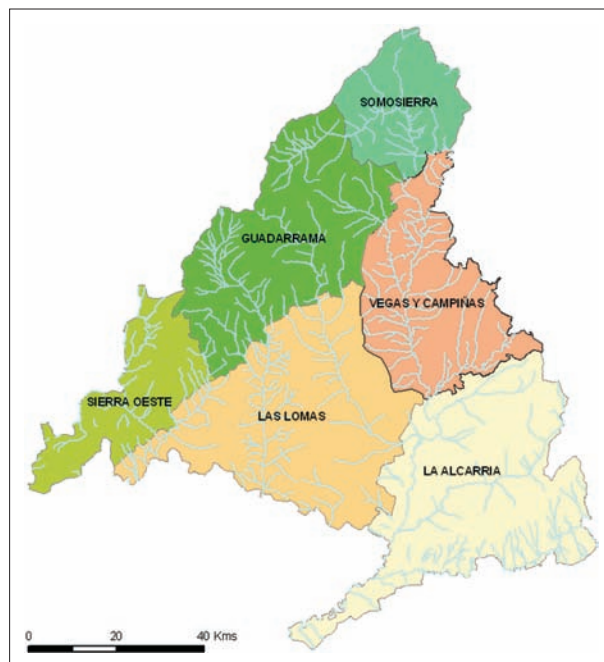 SOMOSIERRA
GUADARRAMA
VEGAS Y CAMPIÑAS
SIERRA OESTE
LAS LOMAS
LA ALCARRIA
0 20 40 Kms